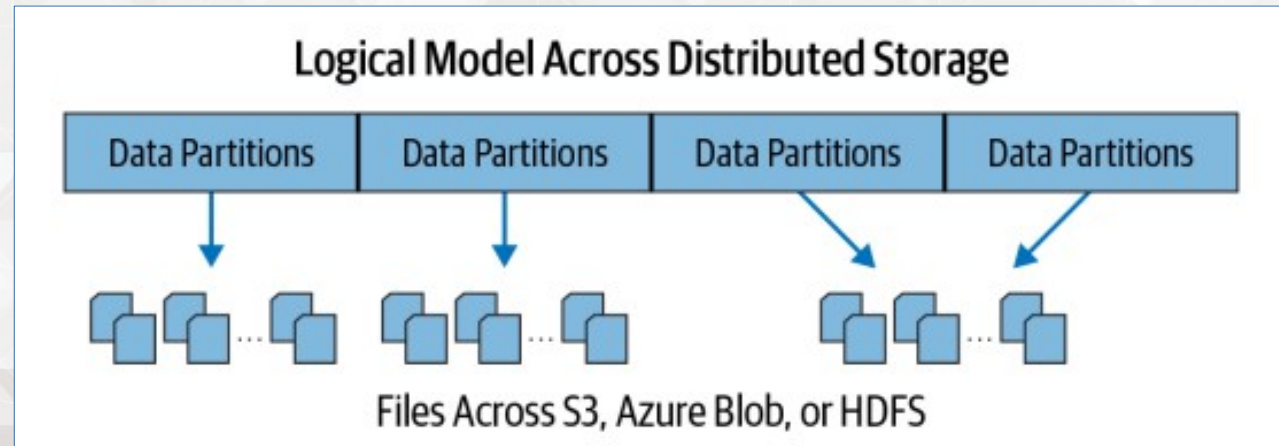 Logical Model Across Distributed Storage
Data Partitions Data Partitions Data Partitions Data Partitions
... ... ...
Files Across S3, Azure Blob, or HDFS